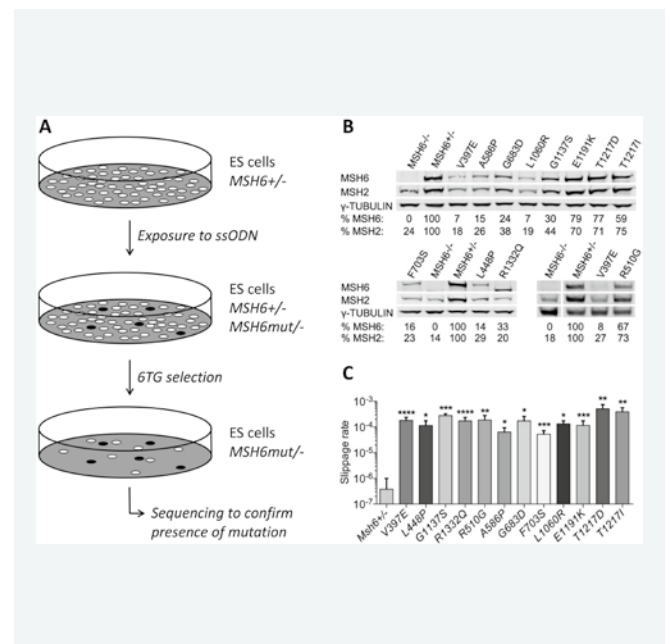 A
ES cells
MSH6+/-
Exposure to ssODN
ES cells
MSH6+/-
MSH6mut/-
6TG selection
ES cells
MSH6mut/-
Sequencing to confirm
presence of mutation
B
MSH6-/- MSH6+/- V397E A586P G683D L1060R G1137S E1191K T1217D T1217I
MSH6
MSH2
γ-TUBULIN
% MSH6: 0 100 7 15 24 7 30 79 77 59
% MSH2: 24 100 18 26 38 19 44 70 71 75
F703S MSH6-/- MSH6+/- L448P R1332Q
MSH6
MSH2
γ-TUBULIN
% MSH6: 16 0 100 14 33
% MSH2: 23 14 100 29 20
MSH6-/- MSH6+/- V397E R510G
0 100 8 67
18 100 27 73
C
Slippage rate
10-3
10-4
10-5
10-6
10-7
**** * *** **** ** * * *** * *** ** **
Msh6+/- V397E L448P G1137S R1332Q R510G A586P G683D F703S L1060R E1191K T1217D T1217I